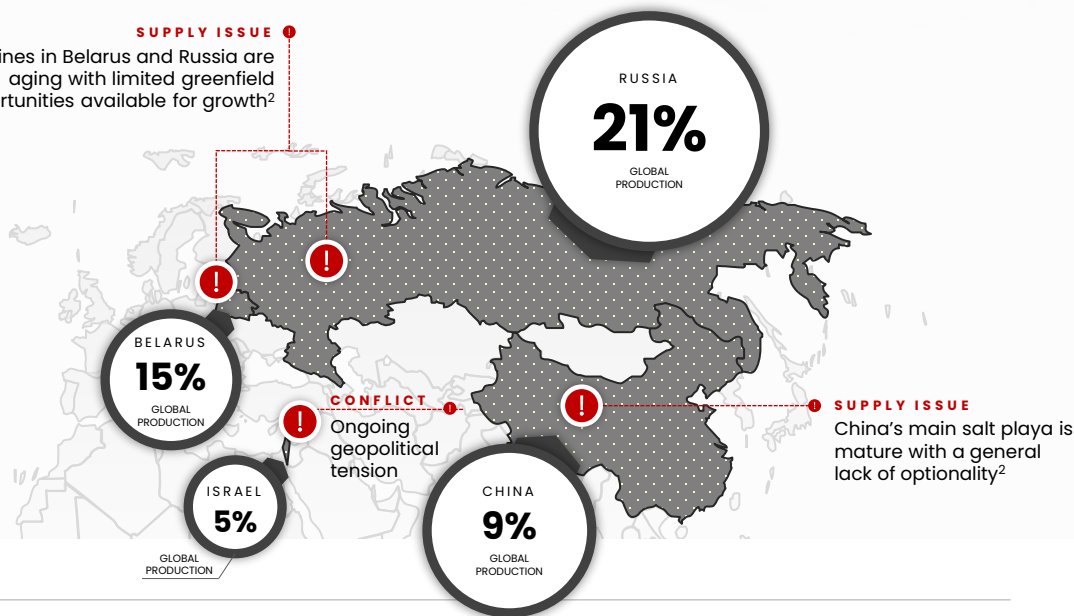 SUPPLY ISSUE
in Belarus and Russia are
aging with limited greenfield
available for growth²
RUSSIA
21%
GLOBAL
PRODUCTION
BELARUS
15%
GLOBAL
PRODUCTION
CONFLICT
Ongoing
geopolitical
tension
SUPPLY ISSUE
China's main salt playa is
mature with a general
lack of optionality²
ISRAEL
5%
GLOBAL
PRODUCTION
CHINA
9%
GLOBAL
PRODUCTION